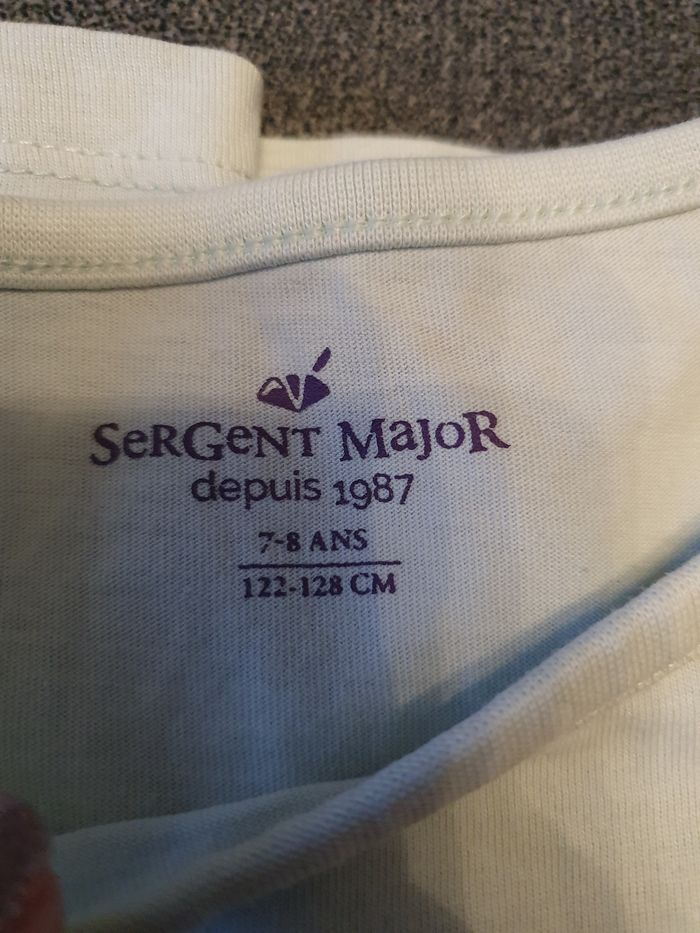 SeRGeNT MajoR
depuis 1987
7-8 ANS
122-128 CM